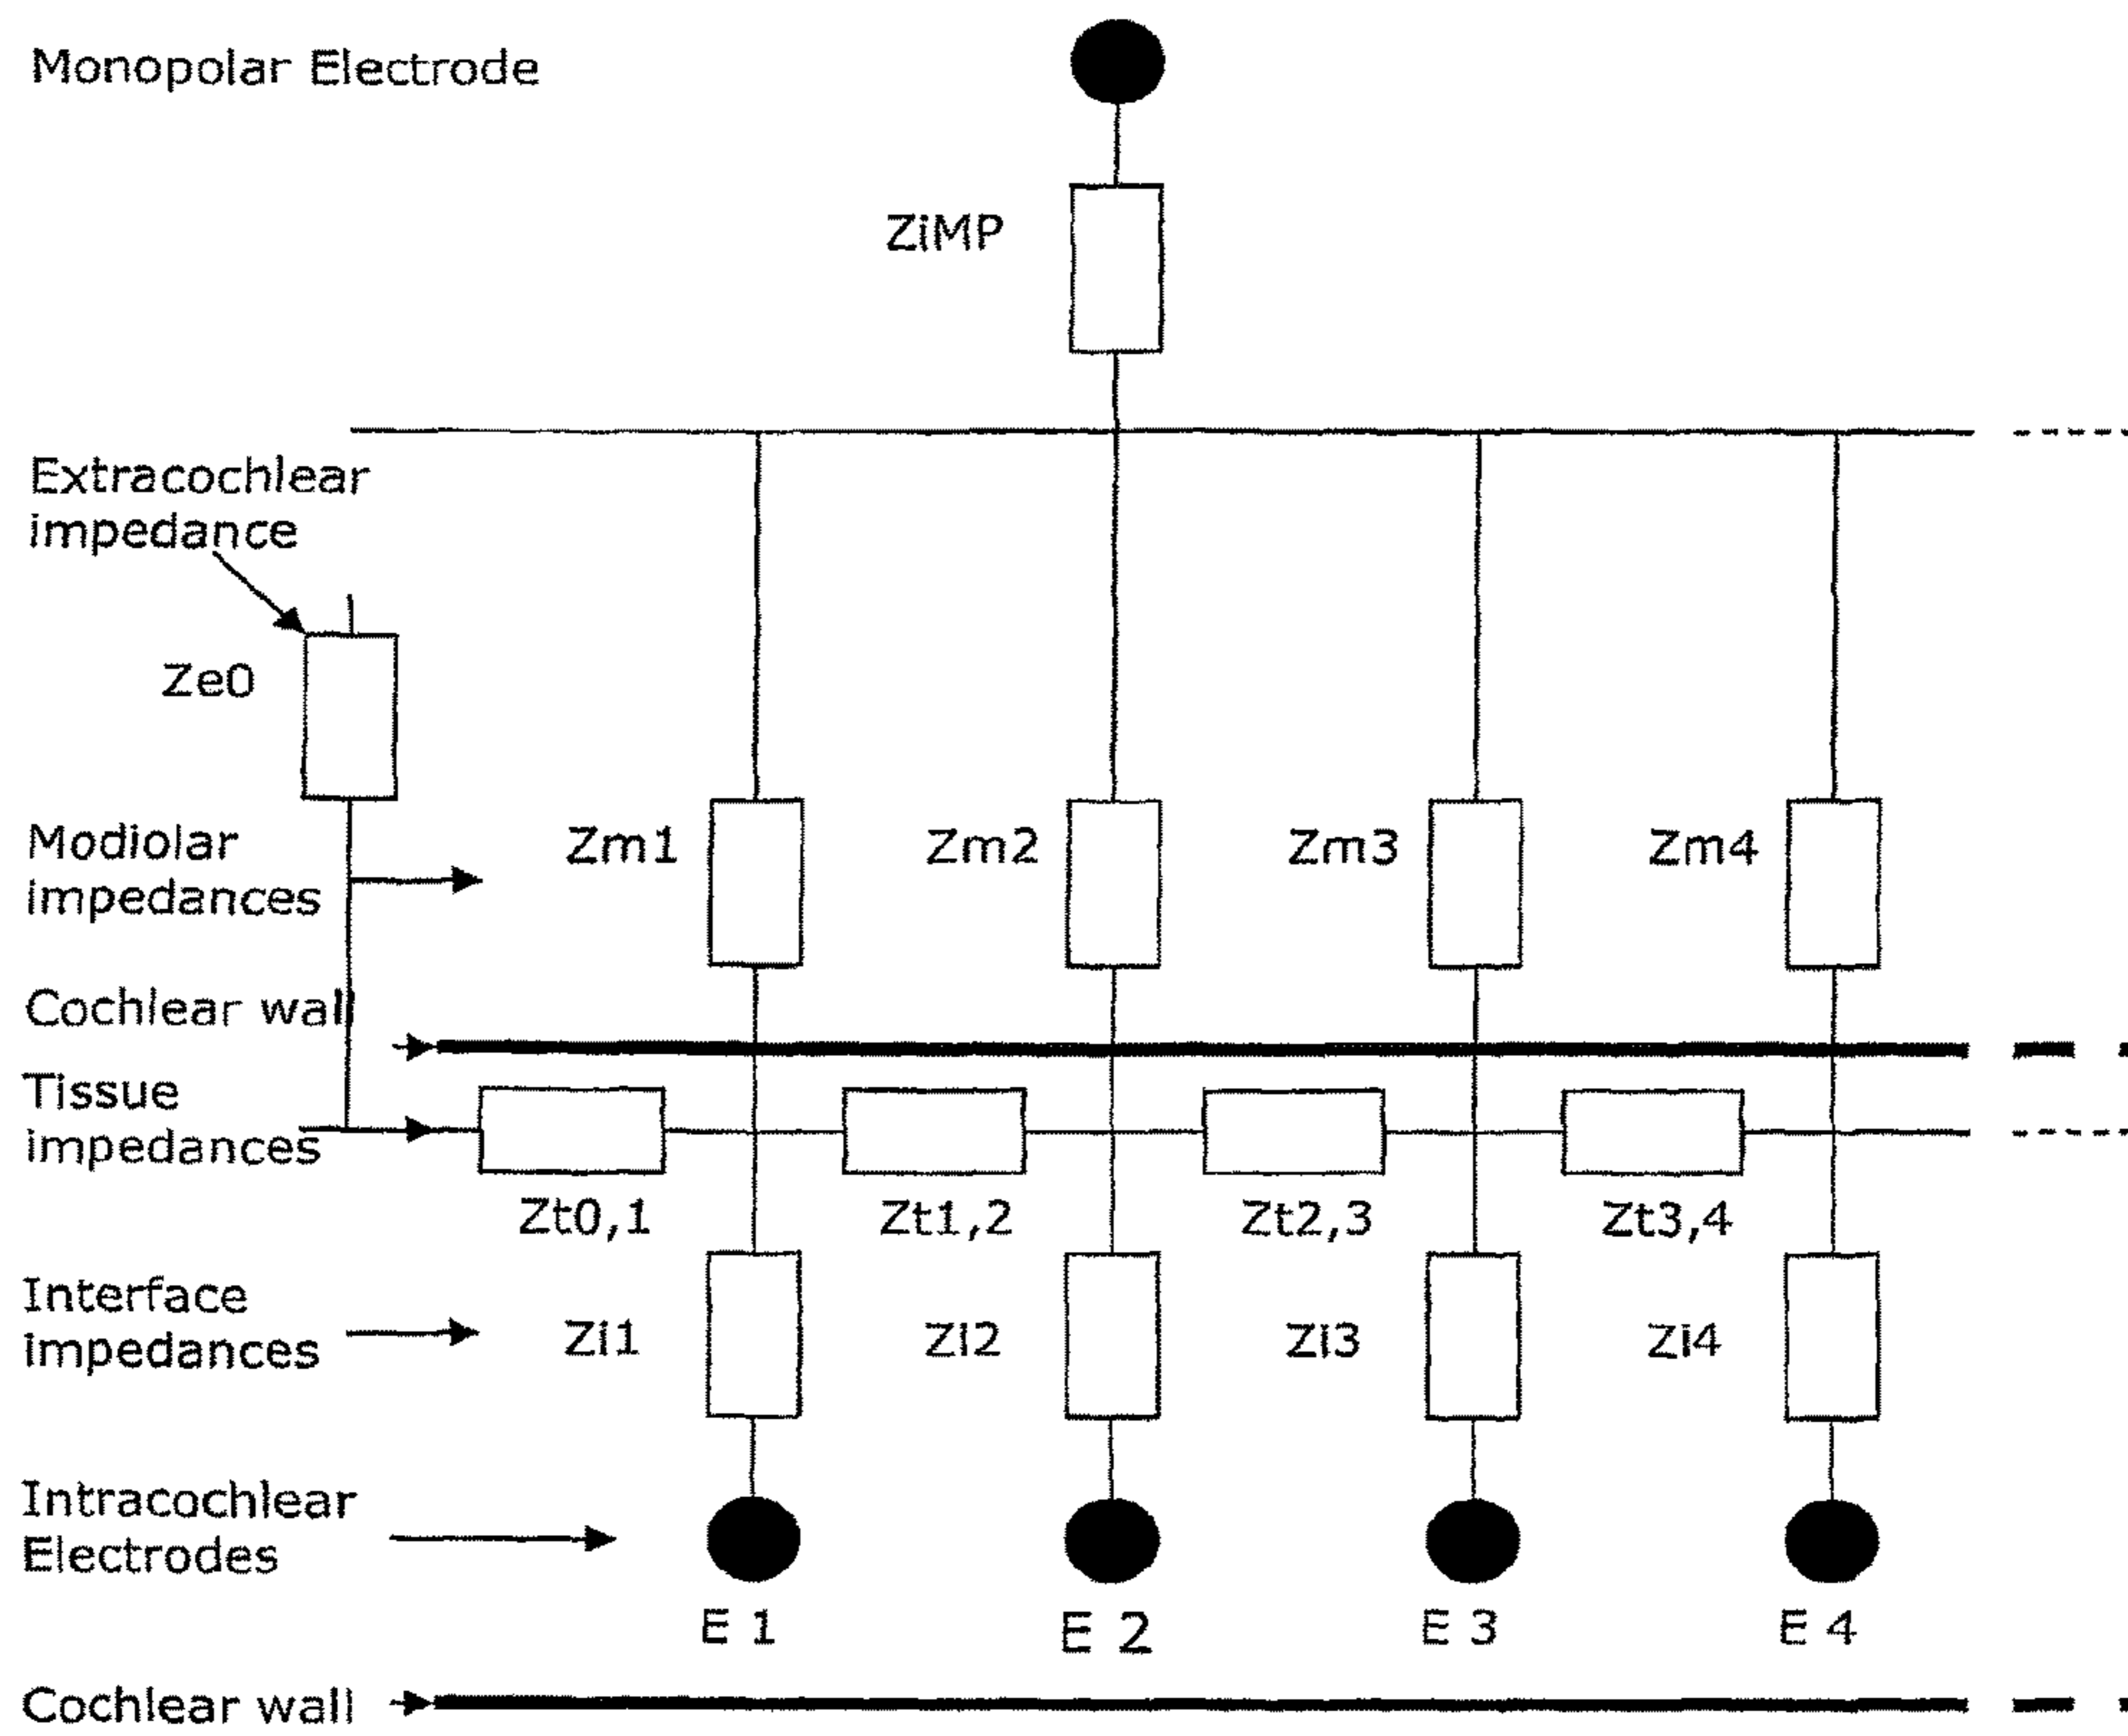 Monopolar Electrode
ZiMP
Extracochlear
impedance
Ze0
Modiolar
impedances
Zm1
Zm2
Zm3
Zm4
Cochlear wall
Tissue
impedances
Zt0,1
Zt1,2
Zt2,3
Zt3,4
Interface
impedances
Zi1
Zi2
Zi3
Zi4
Intracochlear
Electrodes
E 1
E 2
E 3
E 4
Cochlear wall